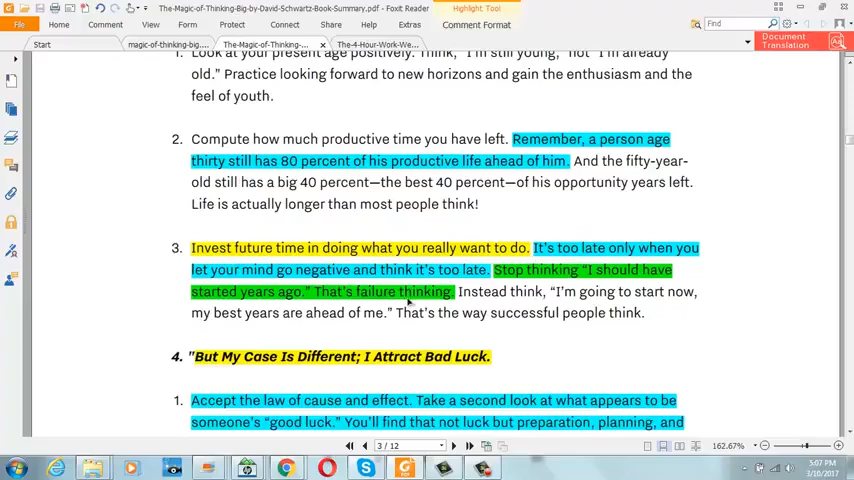 The-Magic-of-Thinking-Big-by-David-Schwartz-Book-Summary.pdf - Foxit Reader
Highlight Tool
File
Home
Comment
View
Form
Protect
Share
Help
Extras
Comment Format
Find
Start
magic-of-thinking-big...
The-Magic-of-Thinking-...
The-4-Hour-Work-We...
Document
Translation
1. Look at your present age positively. Think, "I'm still young," not "I'm already
old." Practice looking forward to new horizons and gain the enthusiasm and the
feel of youth.
2. Compute how much productive time you have left. Remember, a person age
thirty still has 80 percent of his productive life ahead of him. And the fifty-year-
old still has a big 40 percent—the best 40 percent—of his opportunity years left.
Life is actually longer than most people think!
3. Invest future time in doing what you really want to do. It's too late only when you
let your mind go negative and think it's too late. Stop thinking "I should have
started years ago." That's failure thinking. Instead think, "I'm going to start now,
my best years are ahead of me." That's the way successful people think.
4. "But My Case Is Different; I Attract Bad Luck.
1. Accept the law of cause and effect. Take a second look at what appears to be
someone's "good luck." You'll find that not luck but preparation, planning, and
3 / 12
162.67%
3:07 PM
3/10/2017